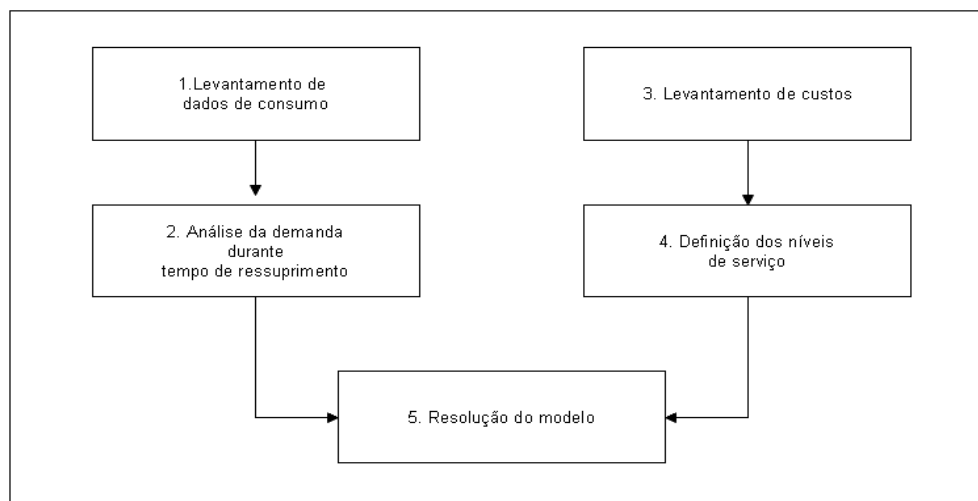 1.Levantamento de
dados de consumo
3. Levantamento de custos
2. Análise da demanda
durante
tempo de ressuprimento
4. Definição dos níveis
de serviço
5. Resolução do modelo